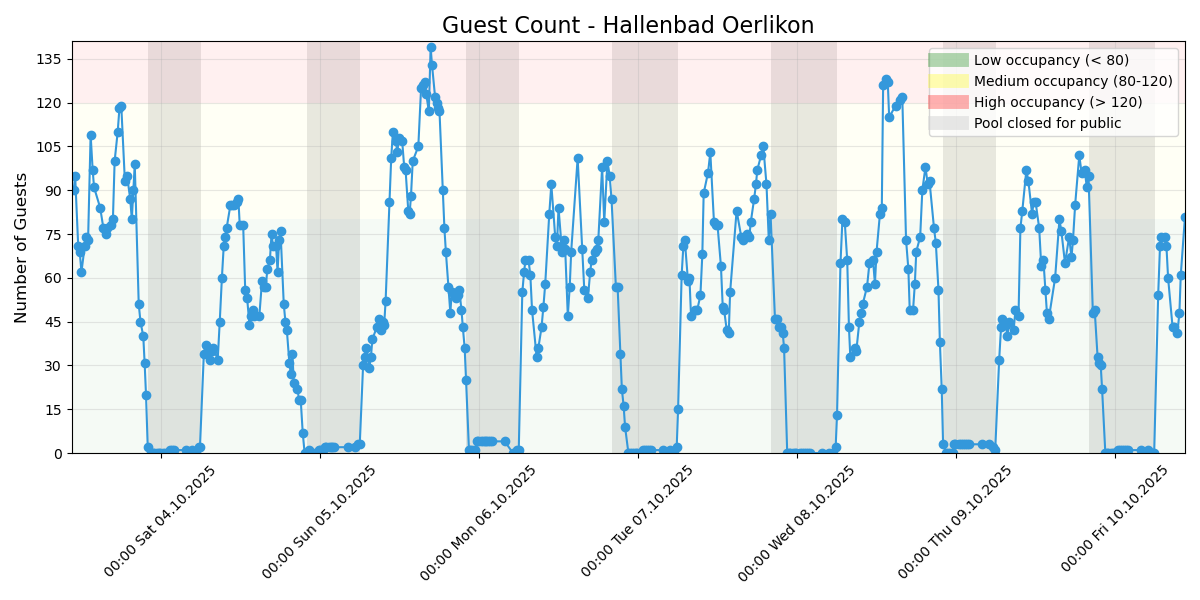 Guest Count - Hallenbad Oerlikon
Number of Guests
135
120
105
90
75
60
45
30
15
0
Low occupancy (< 80)
Medium occupancy (80-120)
High occupancy (> 120)
Pool closed for public
00:00 Sat 04.10.2025
00:00 Sun 05.10.2025
00:00 Mon 06.10.2025
00:00 Tue 07.10.2025
00:00 Wed 08.10.2025
00:00 Thu 09.10.2025
00:00 Fri 10.10.2025